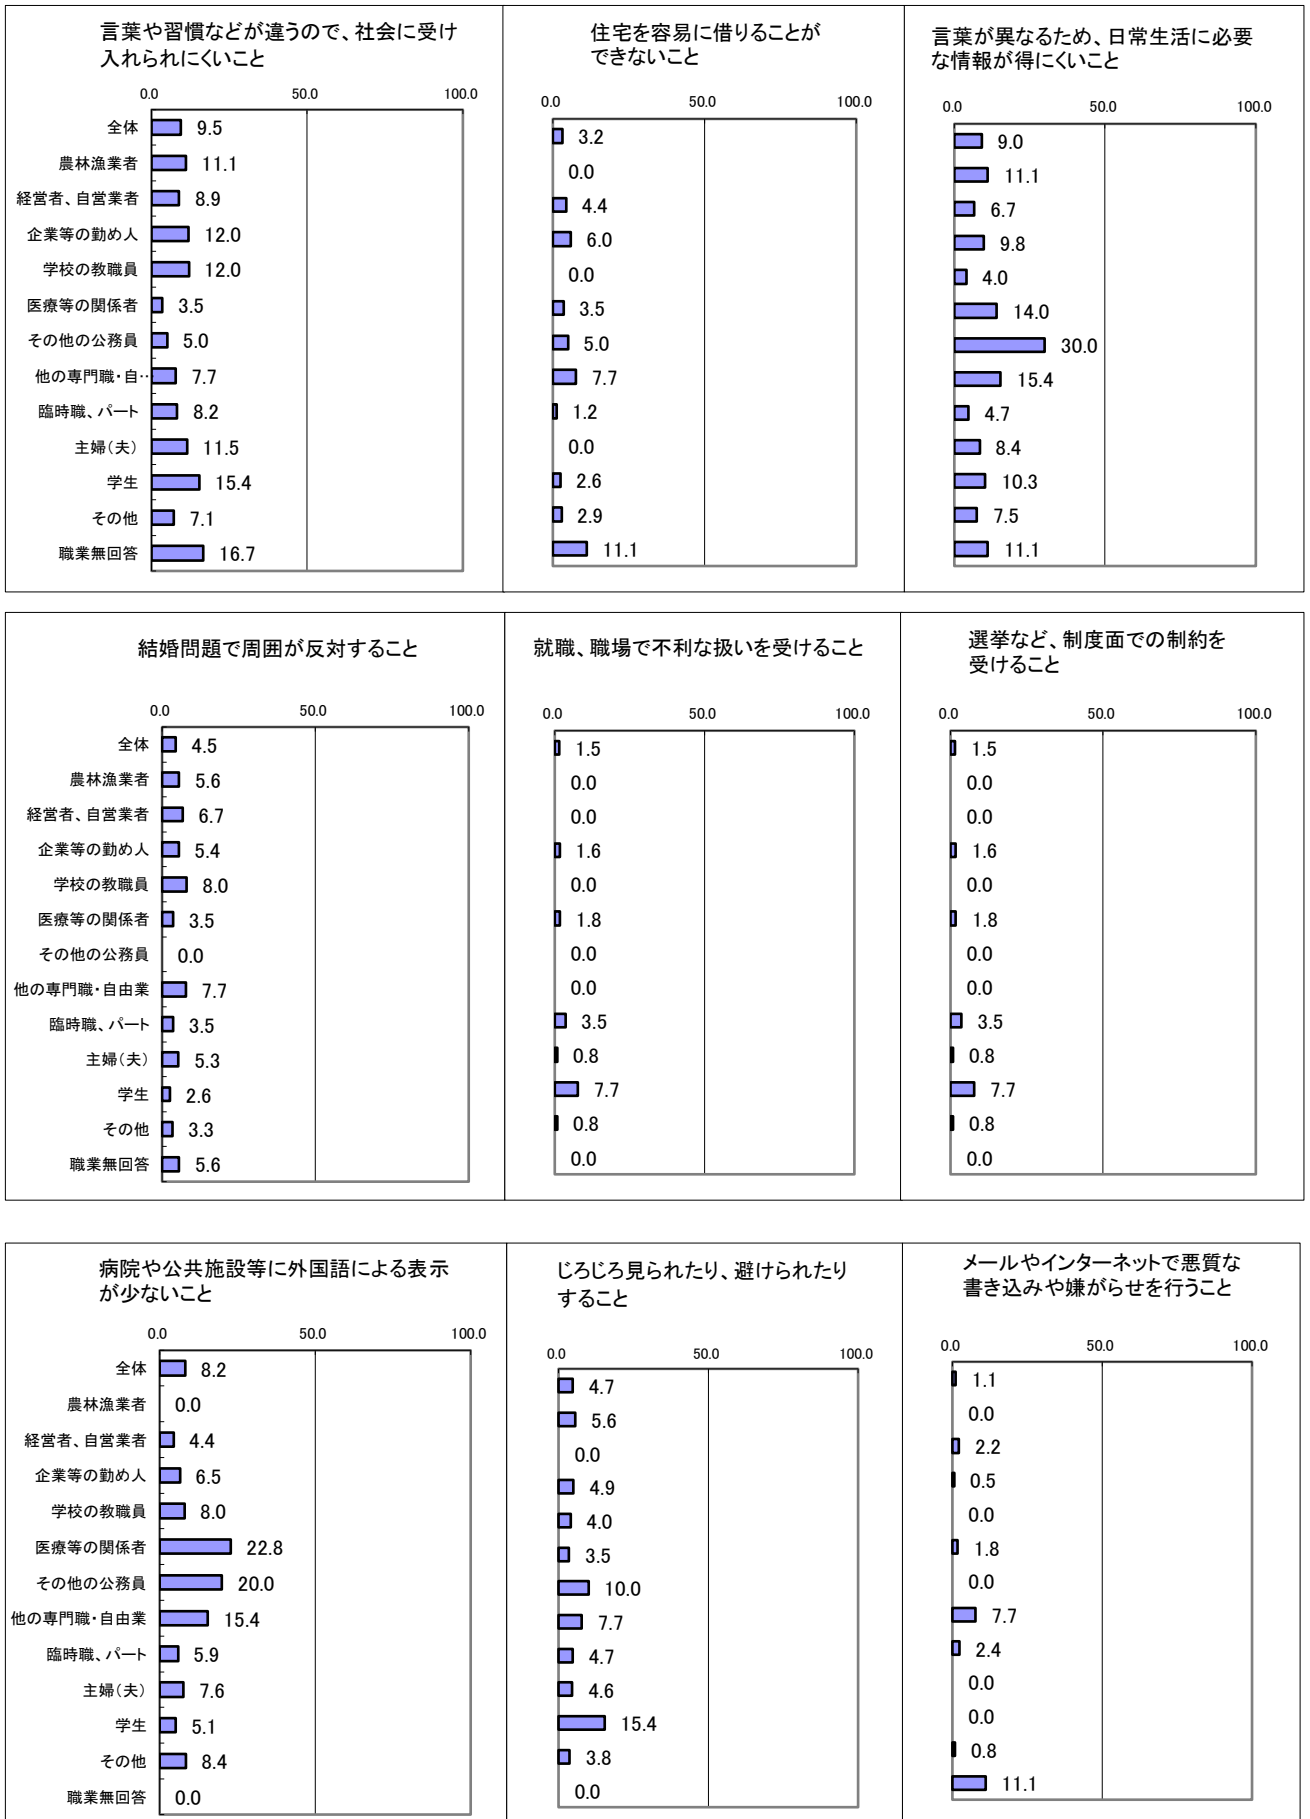 言葉や習慣などが違うので、社会に受け
入れられにくいこと
0.0 50.0 100.0
全体 9.5
農林漁業者 11.1
経営者、自営業者 8.9
企業等の勤め人 12.0
学校の教職員 12.0
医療等の関係者 3.5
その他の公務員 5.0
他の専門職・自… 7.7
臨時職、パート 8.2
主婦(夫) 11.5
学生 15.4
その他 7.1
職業無回答 16.7
住宅を容易に借りることが
できないこと
0.0 50.0 100.0
3.2
0.0
4.4
6.0
0.0
3.5
5.0
7.7
1.2
0.0
2.6
2.9
11.1
言葉が異なるため、日常生活に必要
な情報が得にくいこと
0.0 50.0 100.0
9.0
11.1
6.7
9.8
4.0
14.0
30.0
15.4
4.7
8.4
10.3
7.5
11.1
結婚問題で周囲が反対すること
0.0 50.0 100.0
全体 4.5
農林漁業者 5.6
経営者、自営業者 6.7
企業等の勤め人 5.4
学校の教職員 8.0
医療等の関係者 3.5
その他の公務員 0.0
他の専門職・自由業 7.7
臨時職、パート 3.5
主婦(夫) 5.3
学生 2.6
その他 3.3
職業無回答 5.6
就職、職場で不利な扱いを受けること
0.0 50.0 100.0
1.5
0.0
0.0
1.6
0.0
1.8
0.0
0.0
3.5
0.8
7.7
0.8
0.0
選挙など、制度面での制約を
受けること
0.0 50.0 100.0
1.5
0.0
0.0
1.6
0.0
1.8
0.0
0.0
3.5
0.8
7.7
0.8
0.0
病院や公共施設等に外国語による表示
が少ないこと
0.0 50.0 100.0
全体 8.2
農林漁業者 0.0
経営者、自営業者 4.4
企業等の勤め人 6.5
学校の教職員 8.0
医療等の関係者 22.8
その他の公務員 20.0
他の専門職・自由業 15.4
臨時職、パート 5.9
主婦(夫) 7.6
学生 5.1
その他 8.4
職業無回答 0.0
じろじろ見られたり、避けられたり
すること
0.0 50.0 100.0
4.7
5.6
0.0
4.9
4.0
3.5
10.0
7.7
4.7
4.6
15.4
3.8
0.0
メールやインターネットで悪質な
書き込みや嫌がらせを行うこと
0.0 50.0 100.0
1.1
0.0
2.2
0.5
0.0
1.8
0.0
7.7
2.4
0.0
0.0
0.8
11.1